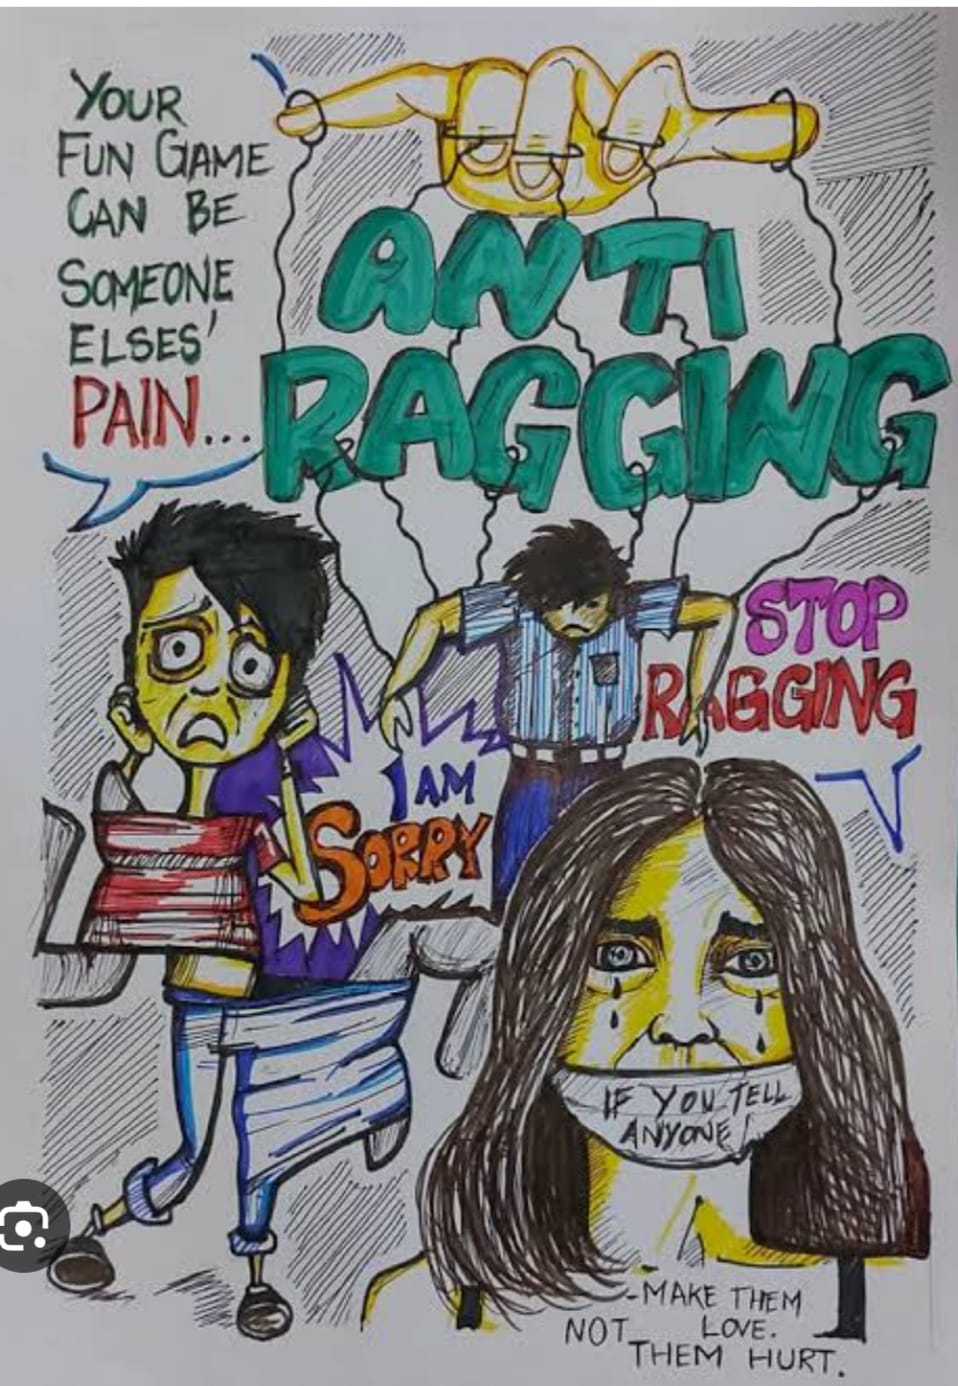 YOUR
FUN GAME
CAN BE
SOMEONE
ELSES'
PAIN...
ANTI
RAGGING
STOP
RAGGING
I AM
SORRY
IF YOU TELL
ANYONE!
-MAKE THEM
LOVE.
NOT
THEM HURT.